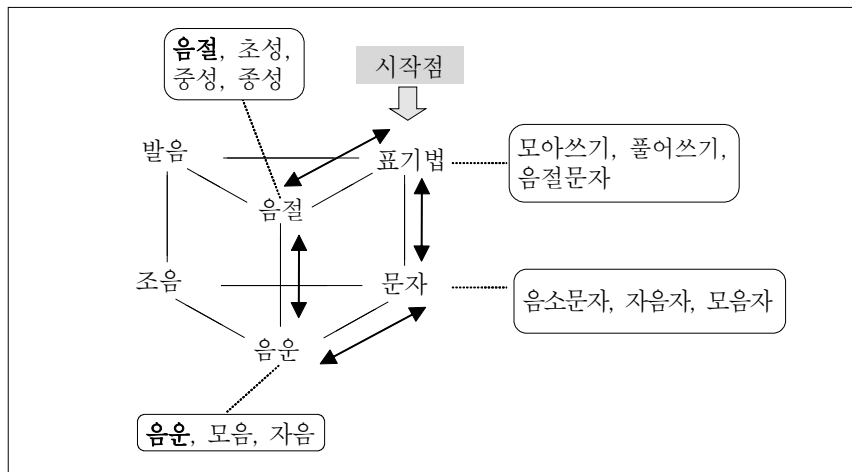 음절, 초성,
중성, 종성
시작점
발음
표기법
모아쓰기, 풀어쓰기,
음절문자
음절
조음
문자
음소문자, 자음자, 모음자
음운
음운, 모음, 자음